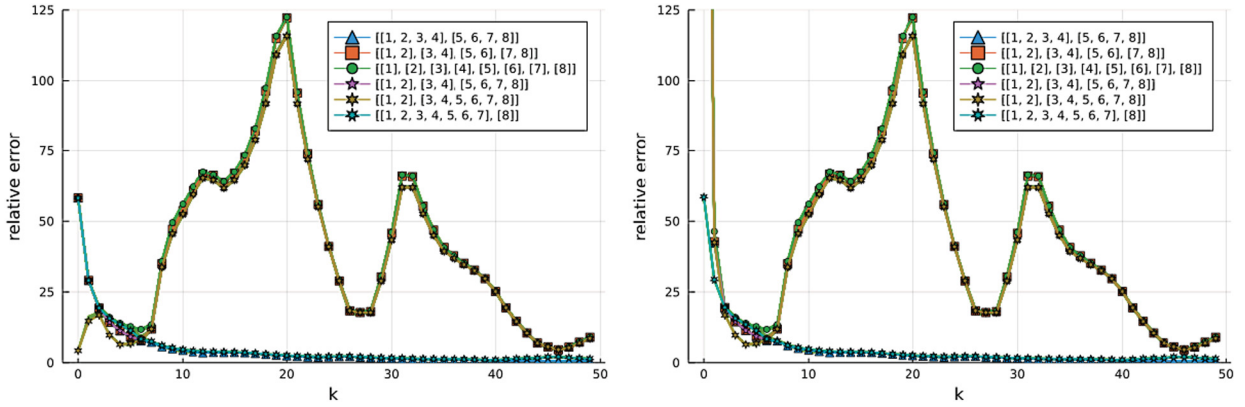 125
100
75
50
25
0
relative error
[[1, 2, 3, 4], [5, 6, 7, 8]]
[[1, 2], [3, 4], [5, 6], [7, 8]]
[[1], [2], [3], [4], [5], [6], [7], [8]]
[[1, 2], [3, 4], [5, 6, 7, 8]]
[[1, 2], [3, 4, 5, 6, 7, 8]]
[[1, 2, 3, 4, 5, 6, 7], [8]]
0 10 20 30 40 50
k
125
100
75
50
25
0
relative error
[[1, 2, 3, 4], [5, 6, 7, 8]]
[[1, 2], [3, 4], [5, 6], [7, 8]]
[[1], [2], [3], [4], [5], [6], [7], [8]]
[[1, 2], [3, 4], [5, 6, 7, 8]]
[[1, 2], [3, 4, 5, 6, 7, 8]]
[[1, 2, 3, 4, 5, 6, 7], [8]]
0 10 20 30 40 50
k